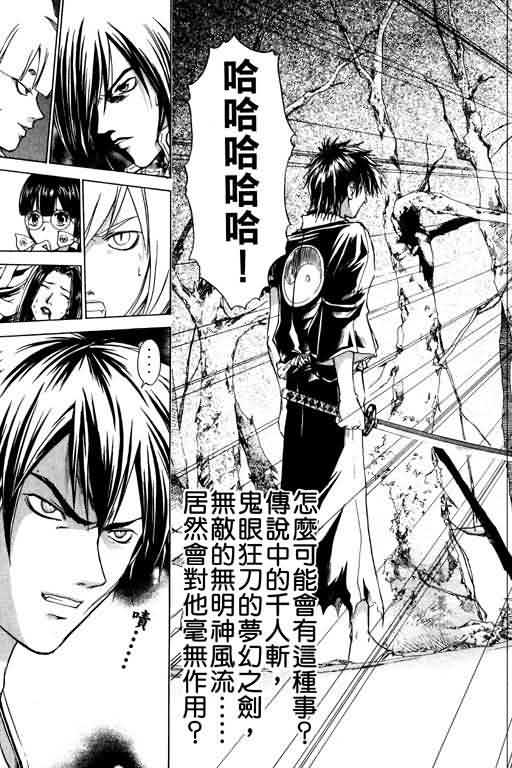 哈哈哈哈哈！
怎麼可能會有這種事？
傳說中的千人斬，
鬼眼狂刀的夢幻之劍，
無敵的無明神風流……
居然會對他毫無作用？
…
嘖……